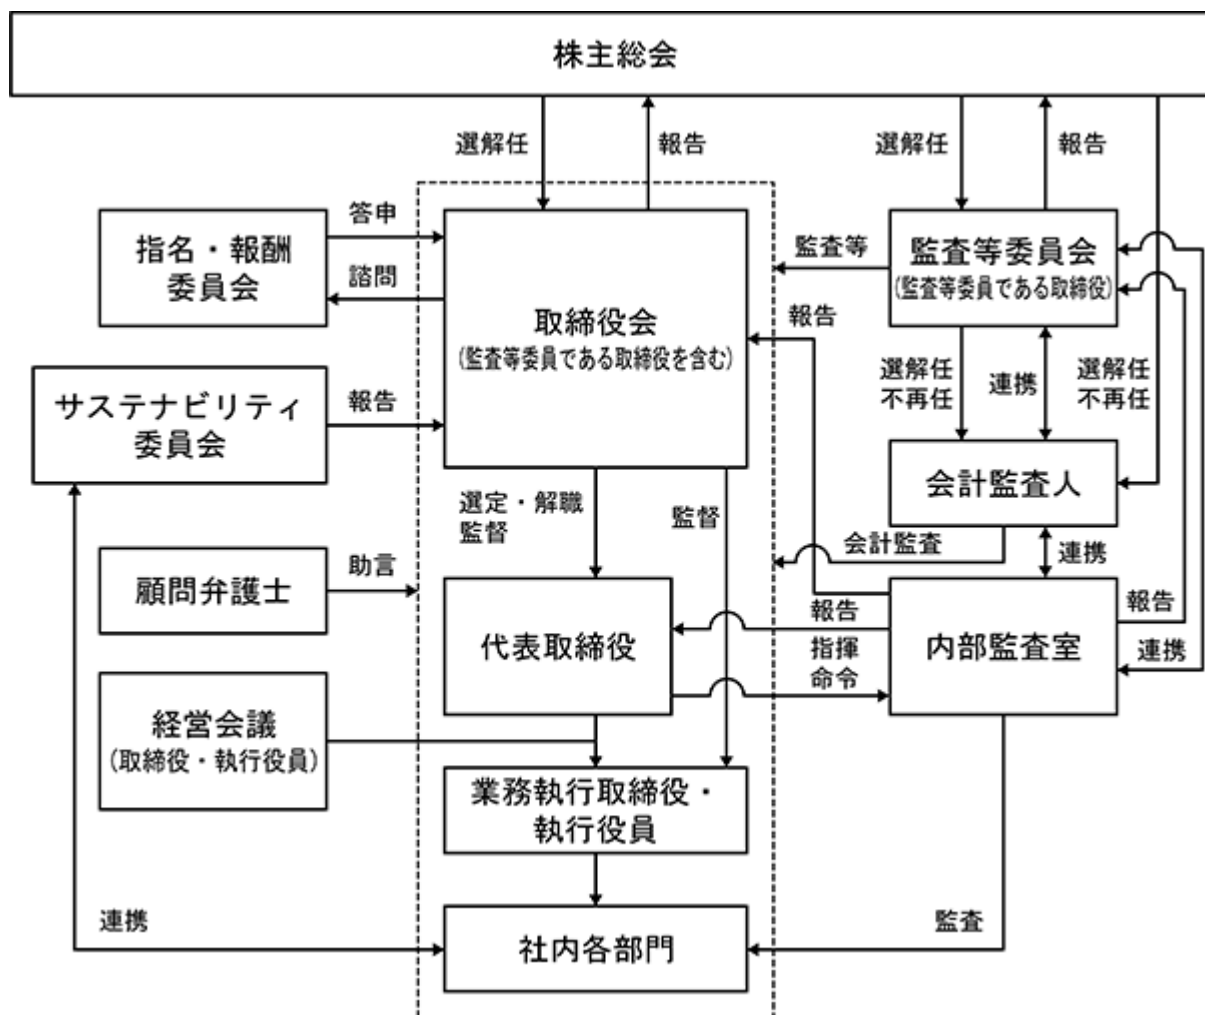 株主総会
選解任
報告
選解任
報告
指名・報酬
委員会
答申
諮問
取締役会
(監査等委員である取締役を含む)
監査等
監査等委員会
(監査等委員である取締役)
報告
選解任
不再任
連携
選解任
不再任
サステナビリティ
委員会
報告
会計監査人
選定・解職
監督
監督
会計監査
連携
顧問弁護士
助言
代表取締役
報告
指揮
命令
内部監査室
報告
連携
経営会議
(取締役・執行役員)
業務執行取締役・
執行役員
連携
社内各部門
監査